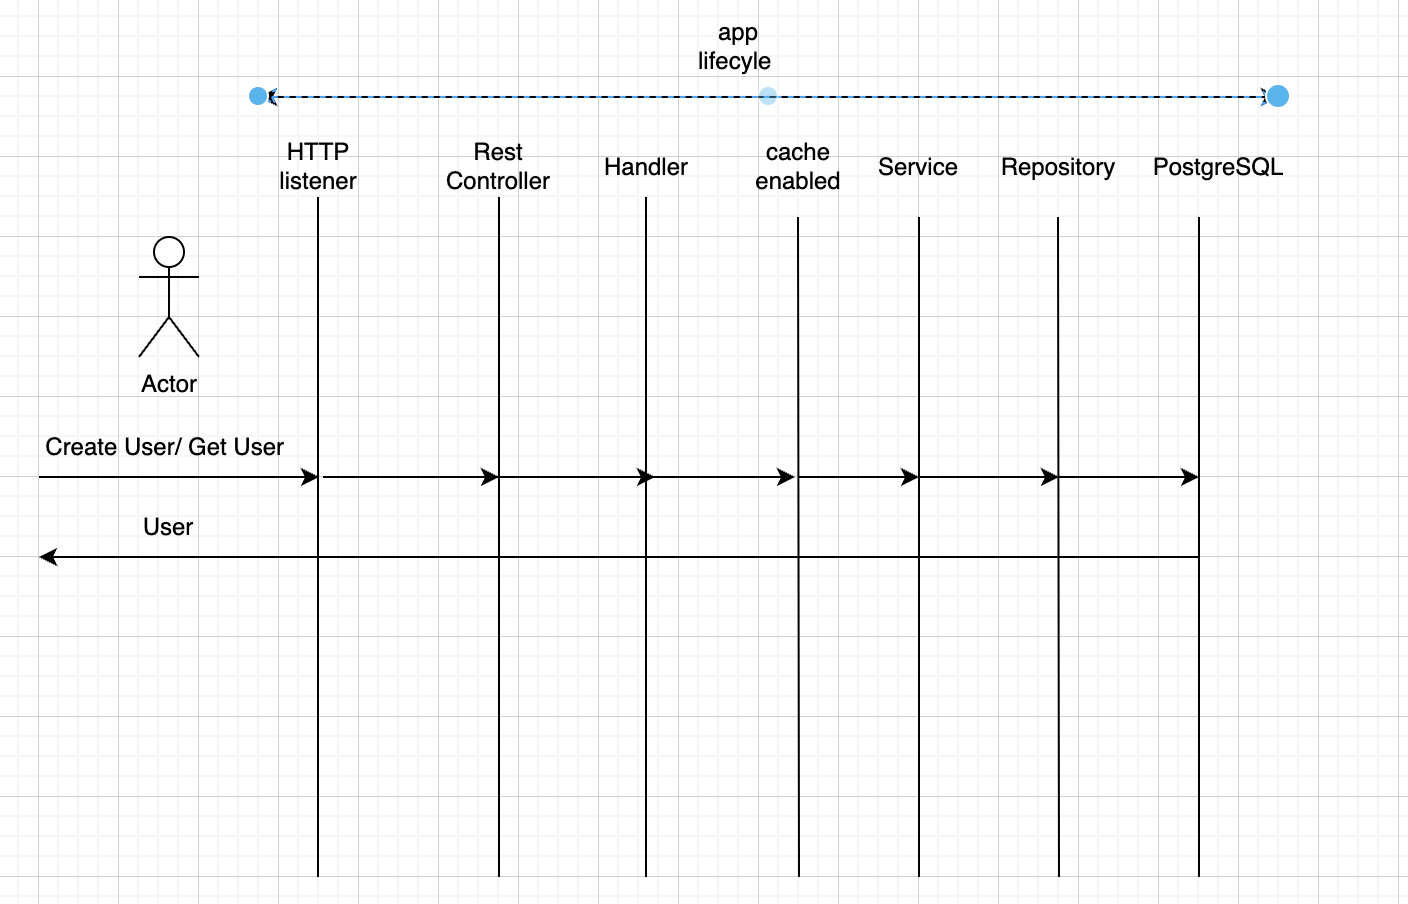 app
lifecyle
HTTP
listener
Rest
Controller
Handler
cache
enabled
Service
Repository
PostgreSQL
Actor
Create User/ Get User
User